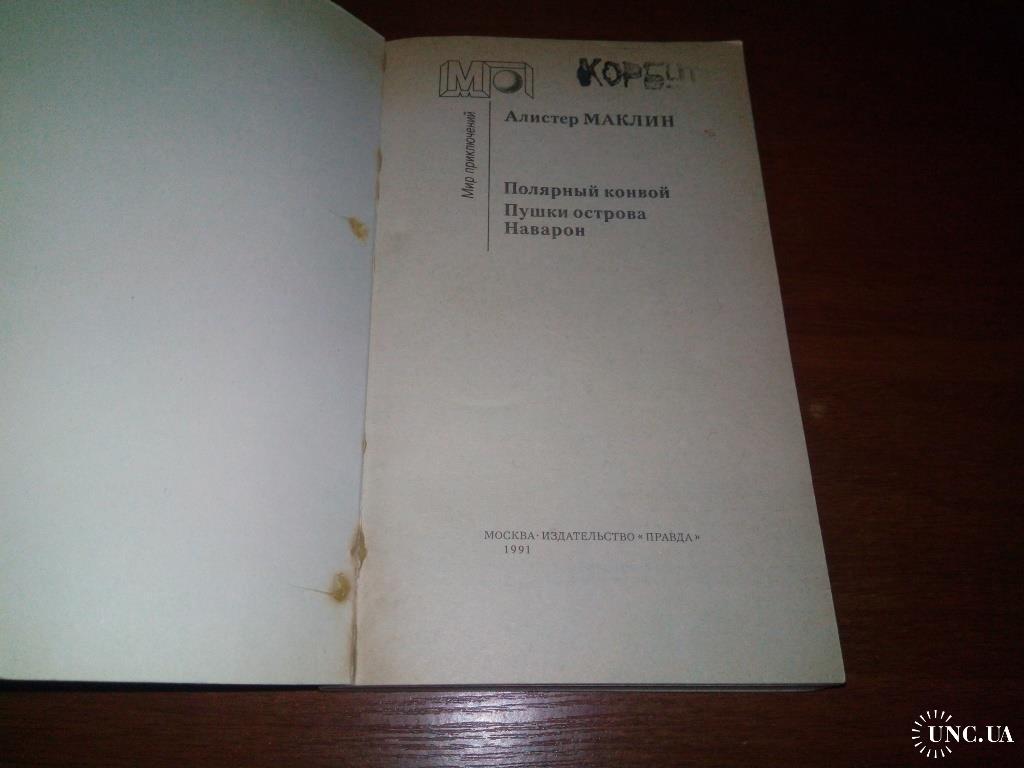 МП
Алистер МАКЛИН
Мир приключений
Полярный конвой
Пушки острова
Наварон
МОСКВА · ИЗДАТЕЛЬСТВО « ПРАВДА »
1991
UNC.UA